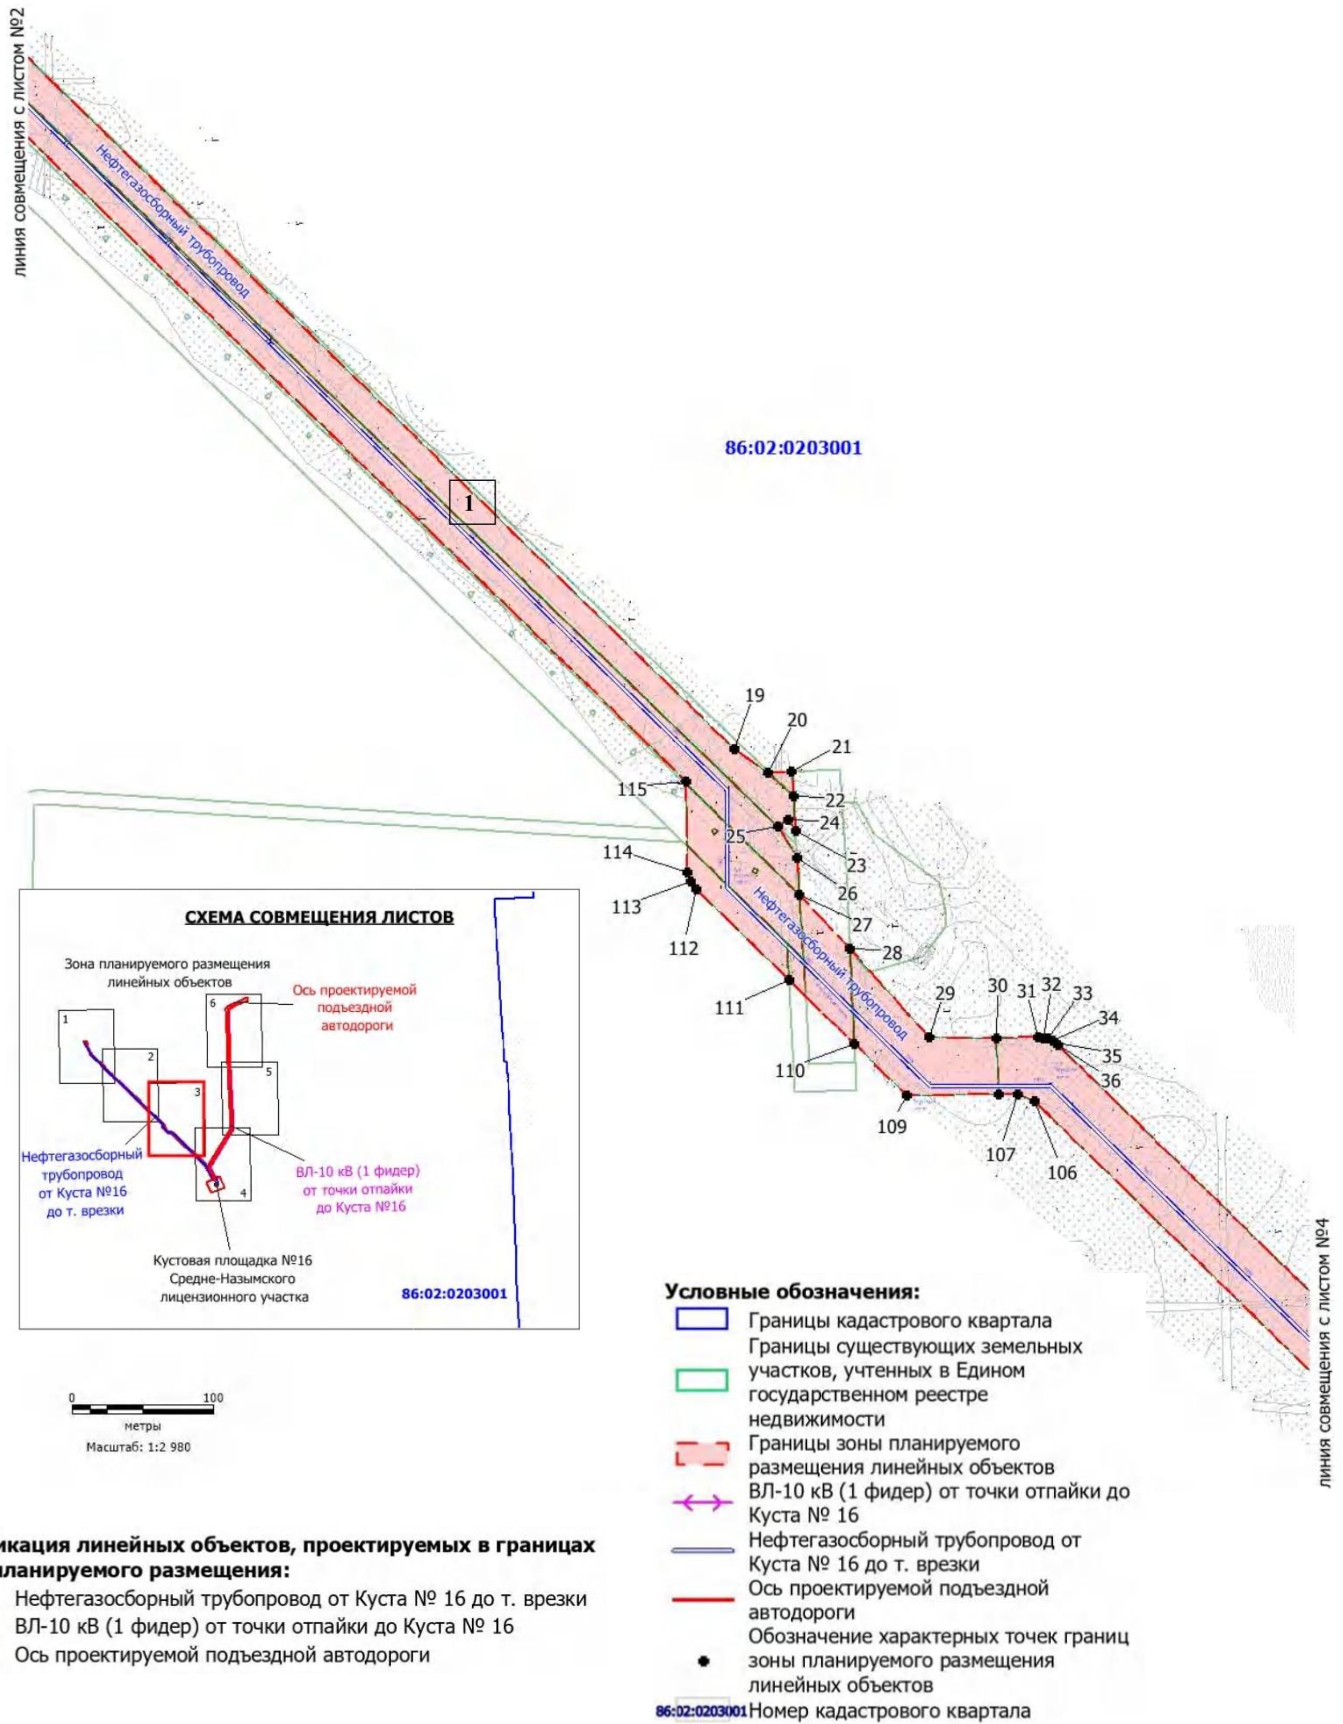 линия совмещения с листом №2
Нефтегазосборный трубопровод
86:02:0203001
1
19
20
21
22
24
25
23
26
27
28
115
114
113
112
111
110
109
Нефтегазосборный трубопровод
29
30
31
32
33
34
35
36
107
106
линия совмещения с листом №4
СХЕМА СОВМЕЩЕНИЯ ЛИСТОВ
Зона планируемого размещения
линейных объектов
Ось проектируемой
подъездной
автодороги
1
2
3
4
5
6
Нефтегазосборный
трубопровод
от Куста №16
до т. врезки
ВЛ-10 кВ (1 фидер)
от точки отпайки
до Куста №16
Кустовая площадка №16
Средне-Назымского
лицензионного участка
86:02:0203001
0 100
метры
Масштаб: 1:2 980
икация линейных объектов, проектируемых в границах
планируемого размещения:
Нефтегазосборный трубопровод от Куста № 16 до т. врезки
ВЛ-10 кВ (1 фидер) от точки отпайки до Куста № 16
Ось проектируемой подъездной автодороги
Условные обозначения:
Границы кадастрового квартала
Границы существующих земельных
участков, учтенных в Едином
государственном реестре
недвижимости
Границы зоны планируемого
размещения линейных объектов
ВЛ-10 кВ (1 фидер) от точки отпайки до
Куста № 16
Нефтегазосборный трубопровод от
Куста № 16 до т. врезки
Ось проектируемой подъездной
автодороги
Обозначение характерных точек границ
зоны планируемого размещения
линейных объектов
86:02:0203001 Номер кадастрового квартала